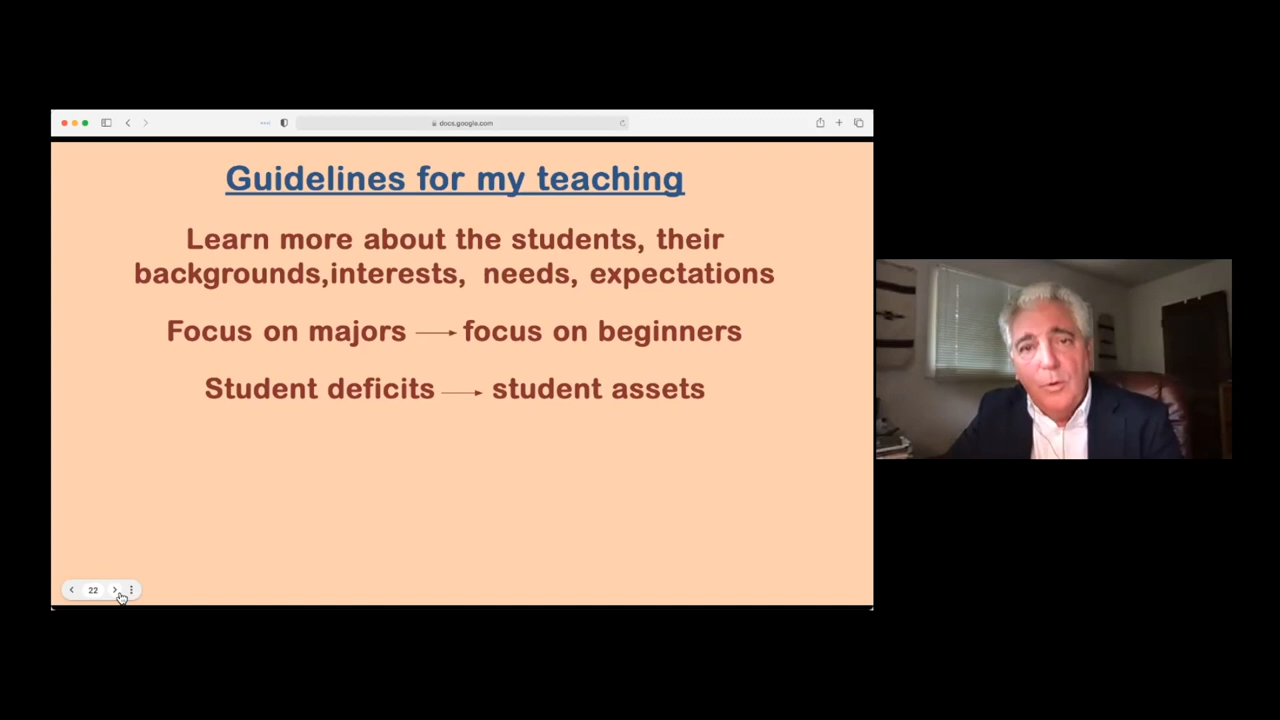 docs.google.com
Guidelines for my teaching
Learn more about the students, their
backgrounds,interests, needs, expectations
Focus on majors → focus on beginners
Student deficits → student assets
22